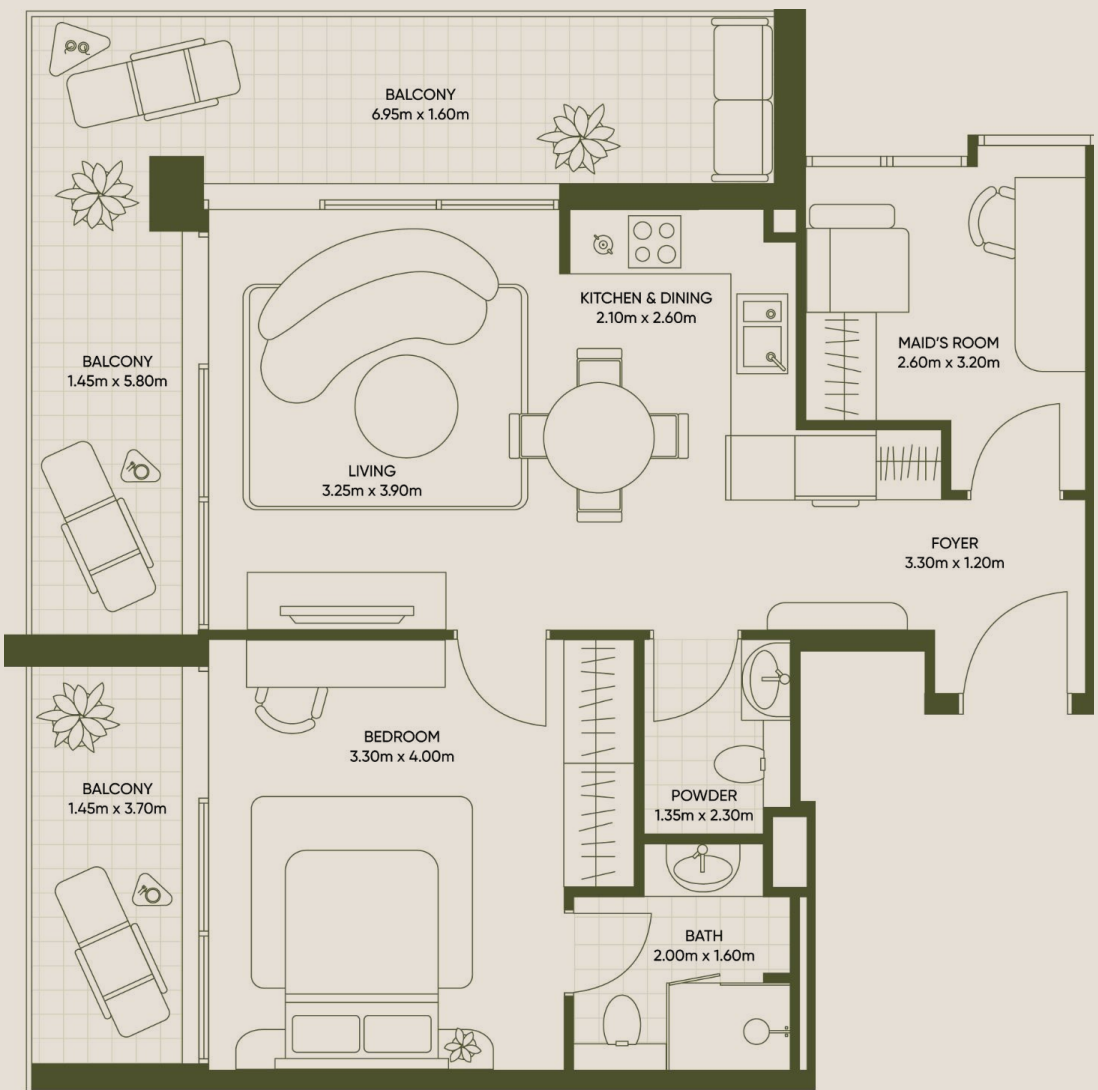 BALCONY
6.95m x 1.60m
KITCHEN & DINING
2.10m x 2.60m
MAID'S ROOM
2.60m x 3.20m
BALCONY
1.45m x 5.80m
LIVING
3.25m x 3.90m
FOYER
3.30m x 1.20m
BEDROOM
3.30m x 4.00m
BALCONY
1.45m x 3.70m
POWDER
1.35m x 2.30m
BATH
2.00m x 1.60m